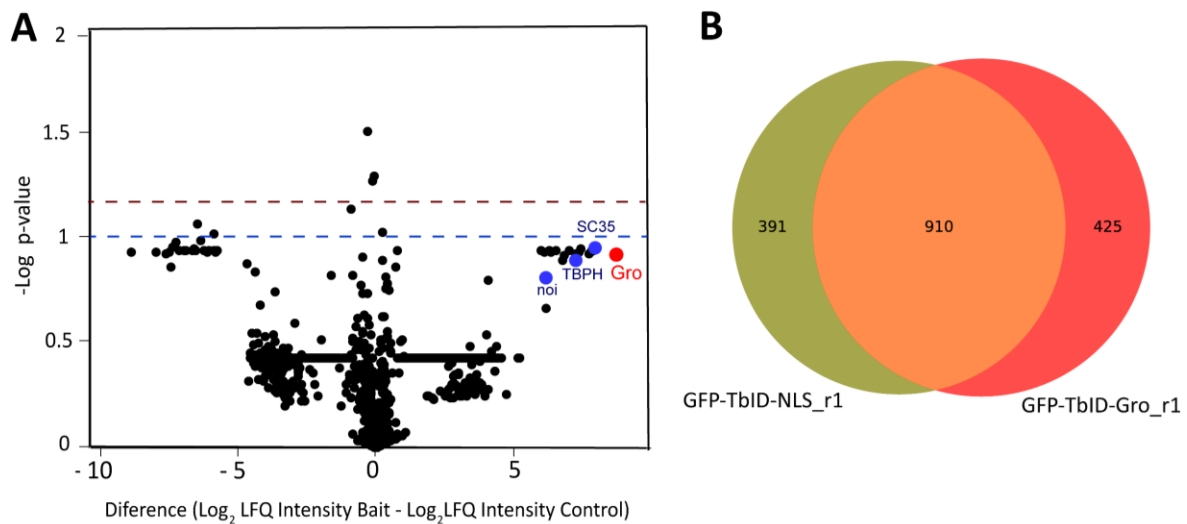 A
2
1.5
1
0.5
0
-Log p-value
- 10
-5
0
5
SC35
TBPH
Gro
noi
Diference (Log2 LFQ Intensity Bait - Log2LFQ Intensity Control)
B
391
910
425
GFP-TbID-NLS_r1
GFP-TbID-Gro_r1